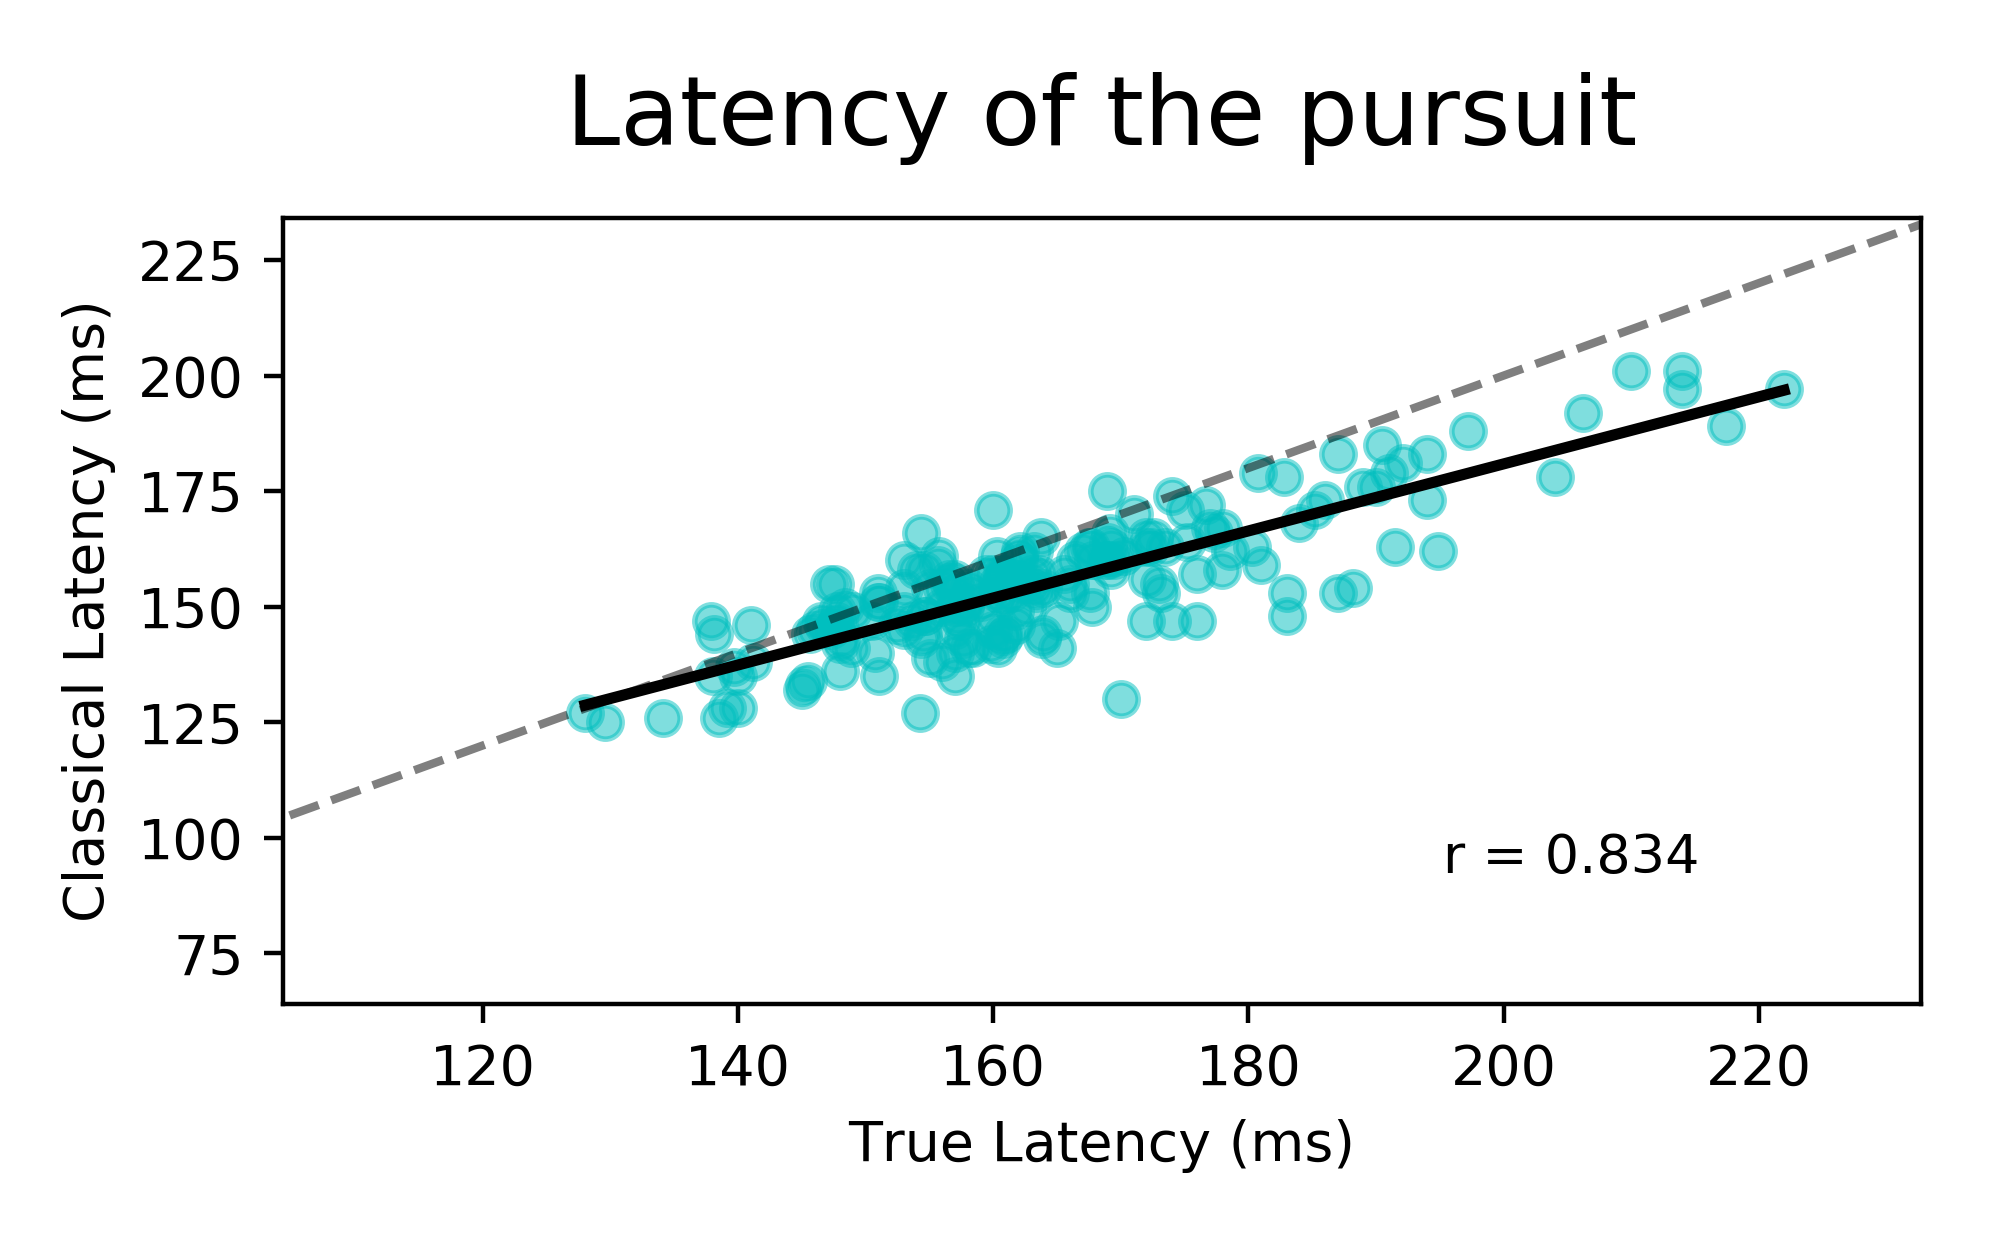 Latency of the pursuit
Classical Latency (ms)
225
200
175
150
125
100
75
r = 0.834
120 140 160 180 200 220
True Latency (ms)